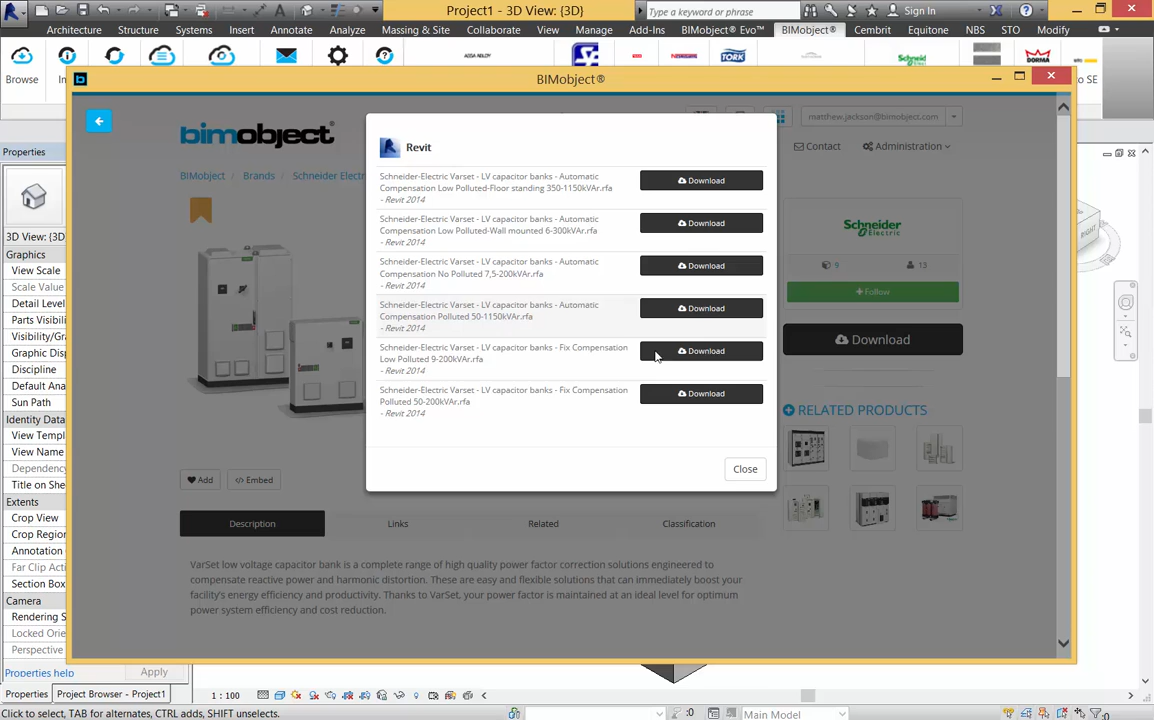 Project1 - 3D View: {3D}
Type a keyword or phrase
Sign In
Architecture Structure Systems Insert Annotate Analyze Massing & Site Collaborate View Manage Add-Ins BIMobject® Evo™ BIMobject® Cembrit Equitone NBS STO Modify
ASSA ABLOY
TORK
Schneid
DORMA
Browse
BIMobject®
matthew.jackson@bimobject.com
bimobject
Contact Administration
BIMobject Brands Schneider Electr
Properties
3D View: {3D
Graphics
View Scale
Scale Value
Detail Level
Parts Visibili
Visibility/Gr
Graphic Disp
Discipline
Default Ana
Sun Path
Identity Data
View Templ
View Name
Dependency
Title on She
Extents
Crop View
Crop Region
Annotation
Far Clip Acti
Section Box
Camera
Rendering S
Locked Orie
Perspective
Properties help Apply
Properties Project Browser - Project1
Revit
Schneider-Electric Varset - LV capacitor banks - Automatic
Compensation Low Polluted-Floor standing 350-1150kVAr.rfa
- Revit 2014
Download
Schneider-Electric Varset - LV capacitor banks - Automatic
Compensation Low Polluted-Wall mounted 6-300kVAr.rfa
- Revit 2014
Download
Schneider-Electric Varset - LV capacitor banks - Automatic
Compensation No Polluted 7,5-200kVAr.rfa
- Revit 2014
Download
Schneider-Electric Varset - LV capacitor banks - Automatic
Compensation Polluted 50-1150kVAr.rfa
- Revit 2014
Download
Schneider-Electric Varset - LV capacitor banks - Fix Compensation
Low Polluted 9-200kVAr.rfa
- Revit 2014
Download
Schneider-Electric Varset - LV capacitor banks - Fix Compensation
Polluted 50-200kVAr.rfa
- Revit 2014
Download
Close
Schneider
Electric
9 13
Follow
Download
RELATED PRODUCTS
RIGHT
Add </> Embed
Description Links Related Classification
VarSet low voltage capacitor bank is a complete range of high quality power factor correction solutions engineered to
compensate reactive power and harmonic distortion. These are easy and flexible solutions that can immediately boost your
facility's energy efficiency and productivity. Thanks to VarSet, your power factor is maintained at an ideal level for optimum
power system efficiency and cost reduction.
1 : 100
Click to select, TAB for alternates, CTRL adds, SHIFT unselects.
:0
Main Model
:0